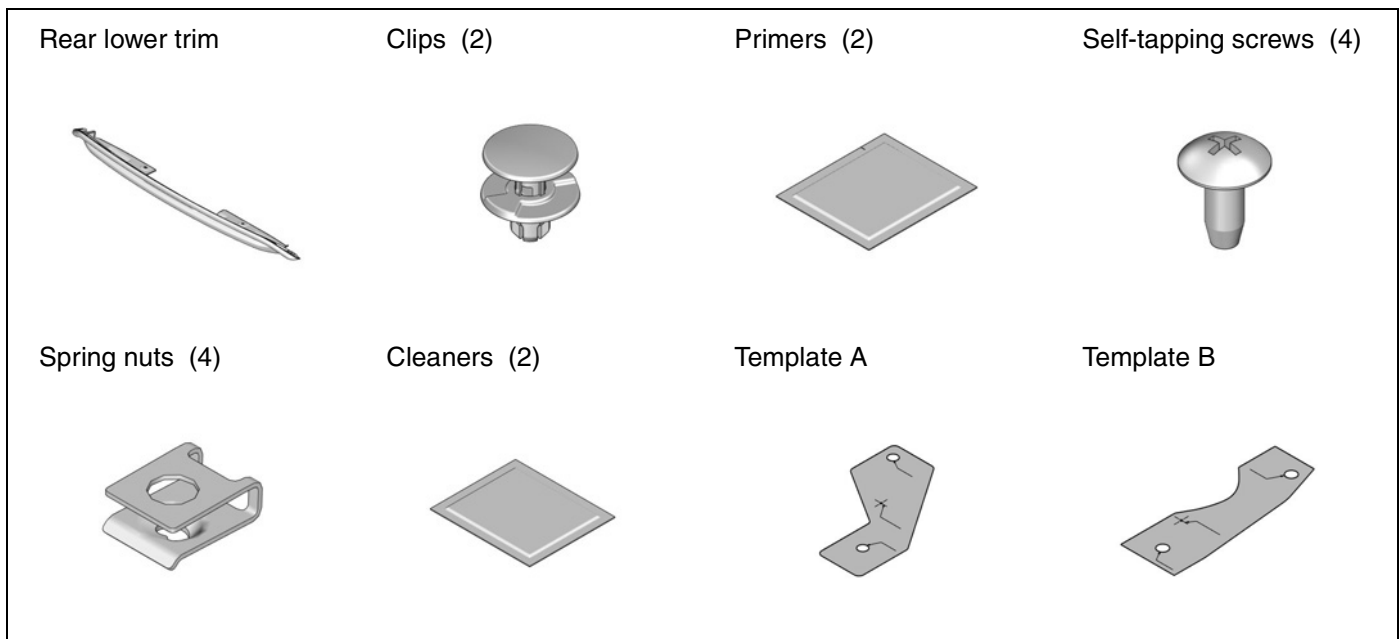 Rear lower trim
Clips (2)
Primers (2)
Self-tapping screws (4)
Spring nuts (4)
Cleaners (2)
Template A
Template B